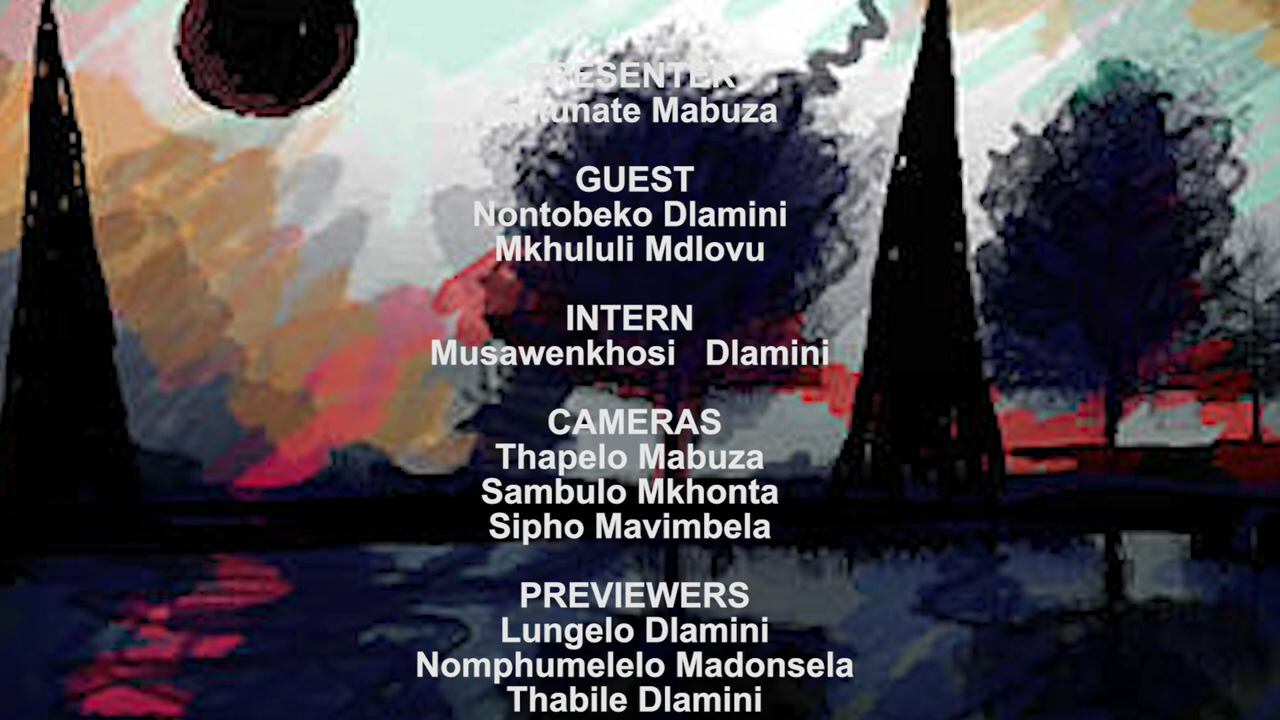 PRESENTER
Mabuza
GUEST
Nontobeko Dlamini
Mkhululi Mdlovu
INTERN
Musawenkhosi Dlamini
CAMERAS
Thapelo Mabuza
Sambulo Mkhonta
Sipho Mavimbela
PREVIEWERS
Lungelo Dlamini
Nomphumelelo Madonsela
Thabile Dlamini